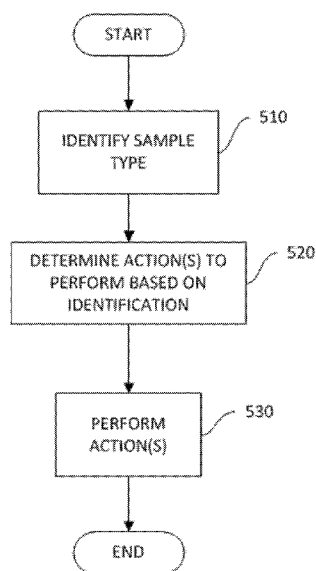 START
510
IDENTIFY SAMPLE
TYPE
520
DETERMINE ACTION(S) TO
PERFORM BASED ON
IDENTIFICATION
530
PERFORM
ACTION(S)
END